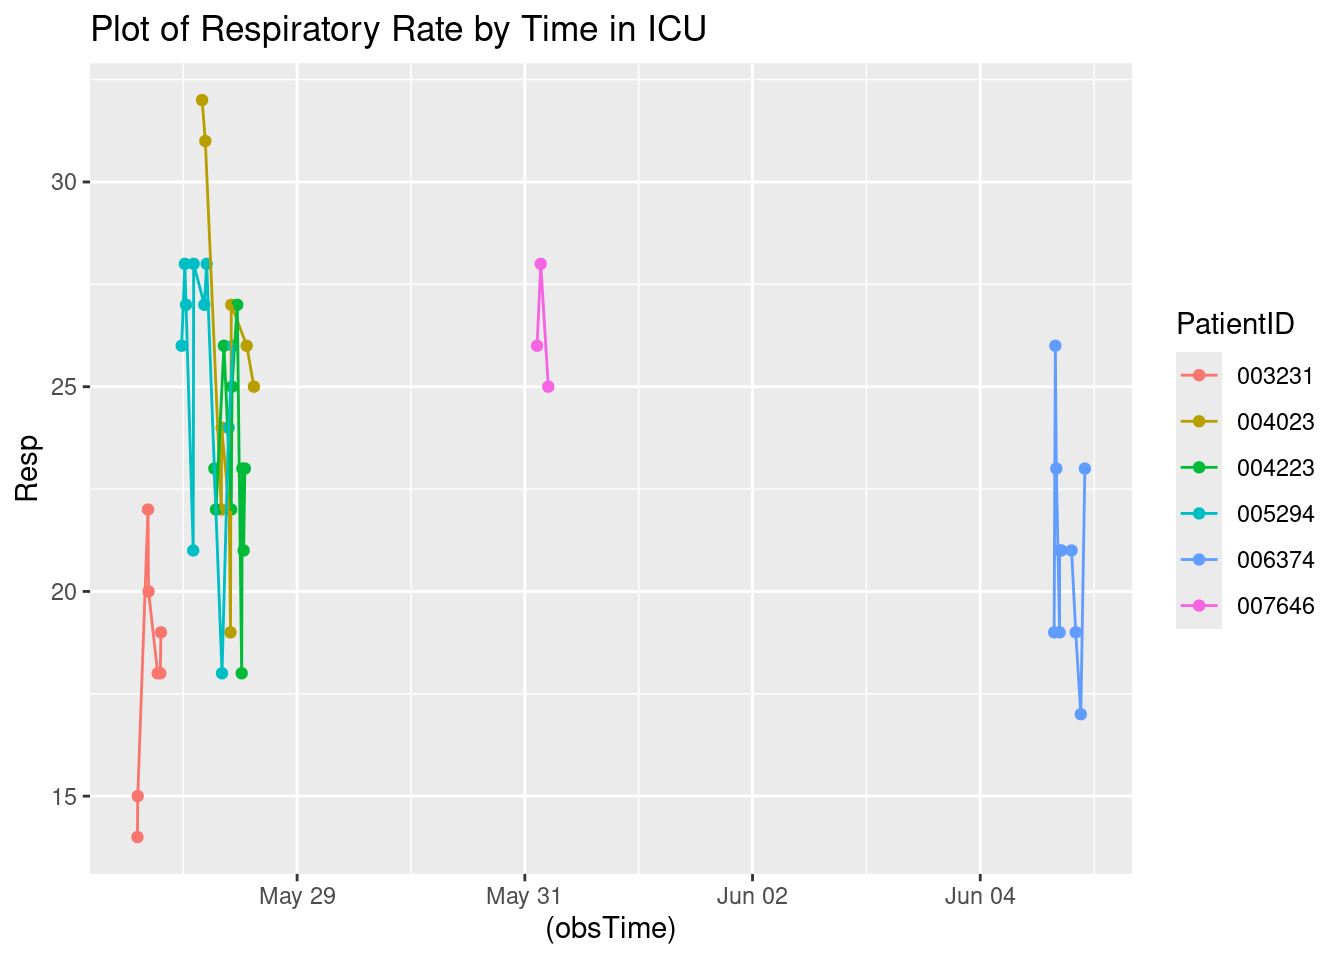 Plot of Respiratory Rate by Time in ICU
30
25
20
15
Resp
May 29 May 31 Jun 02 Jun 04
(obsTime)
PatientID
003231
004023
004223
005294
006374
007646